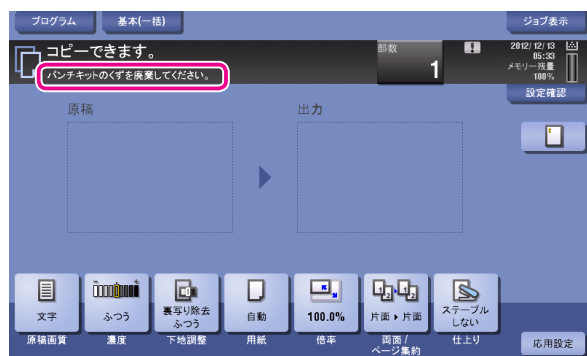 プログラム
基本(一括)
ジョブ表示
コピーできます。
パンチキットのくずを廃棄してください。
部数
1
2012/12/13
05:33
メモリー残量
100%
設定確認
原稿
出力
文字
ふつう
裏写り除去
ふつう
自動
100.0%
片面 ▶ 片面
ステープル
しない
原稿画質
濃度
下地調整
用紙
倍率
両面 /
ページ集約
仕上り
応用設定